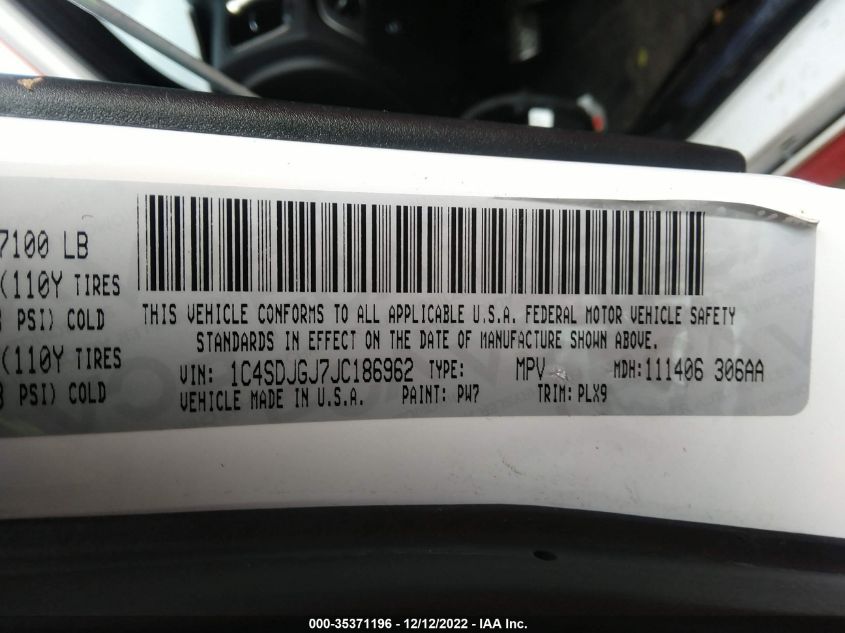 7100 LB
(110Y TIRES
PSI) COLD
(110Y TIRES
PSI) COLD
THIS VEHICLE CONFORMS TO ALL APPLICABLE U.S.A. FEDERAL MOTOR VEHICLE SAFETY
STANDARDS IN EFFECT ON THE DATE OF MANUFACTURE SHOWN ABOVE.
VIN: 1C4SDJGJ7JC186962 TYPE: MPV MDH:111406 306AA
VEHICLE MADE IN U.S.A. PAINT: PW7 TRIM: PLX9
000-35371196 - 12/12/2022 - IAA Inc.